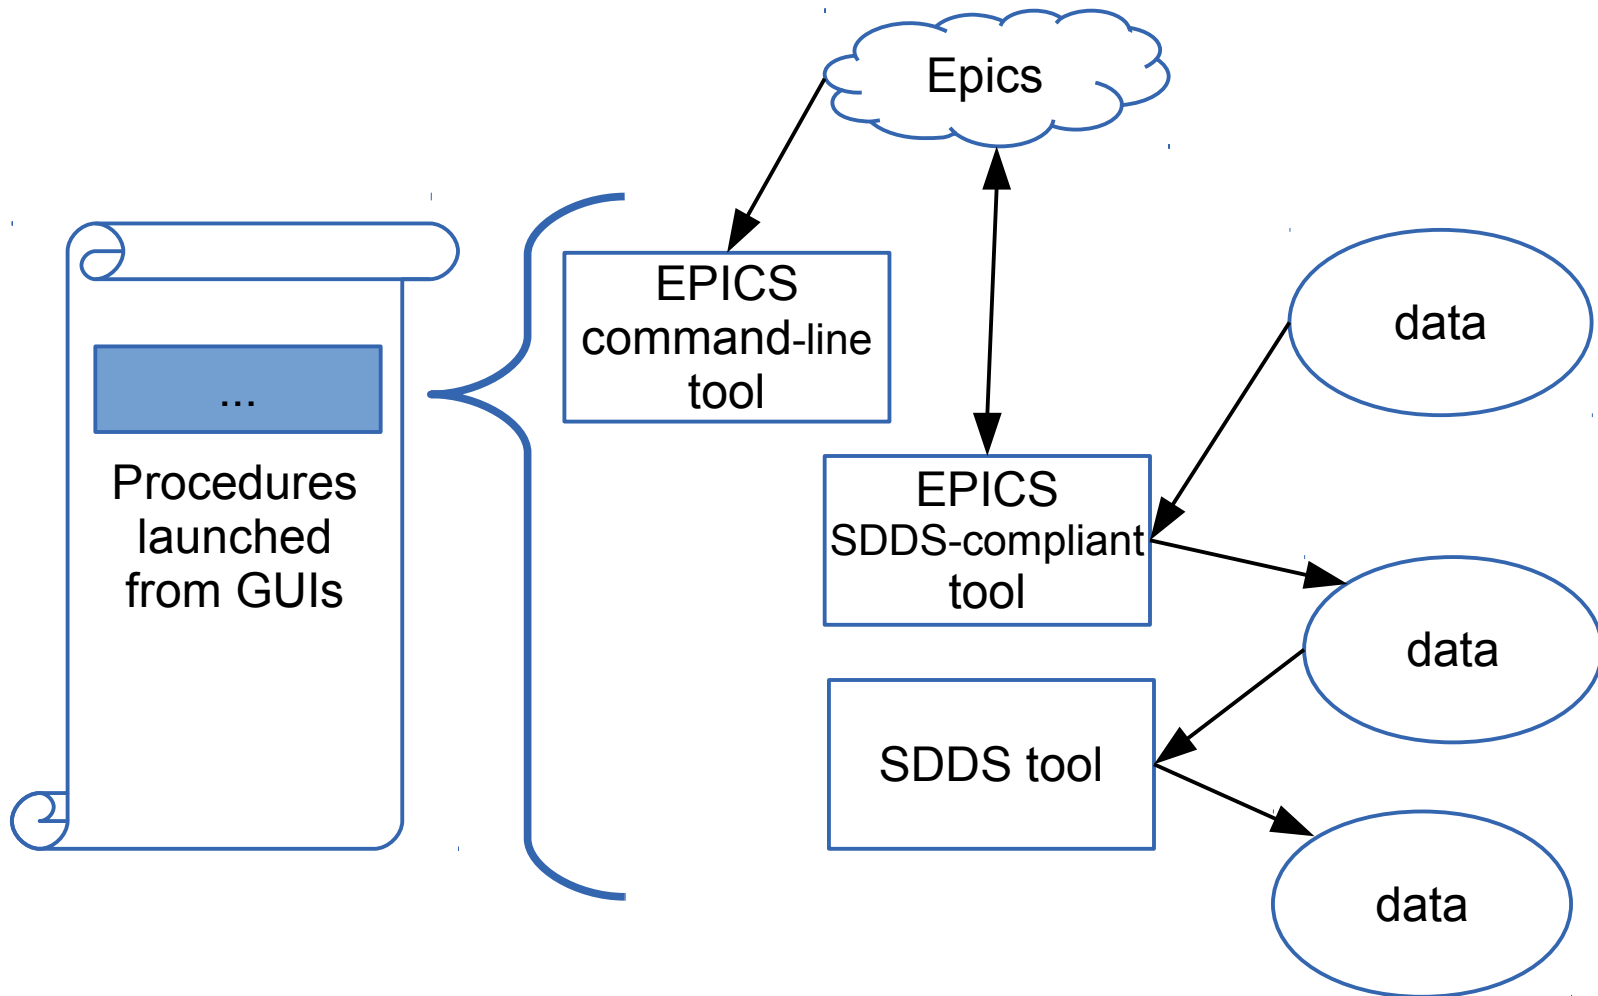 Epics
EPICS
command-line
tool
data
...
Procedures
launched
from GUIs
EPICS
SDDS-compliant
tool
data
SDDS tool
data